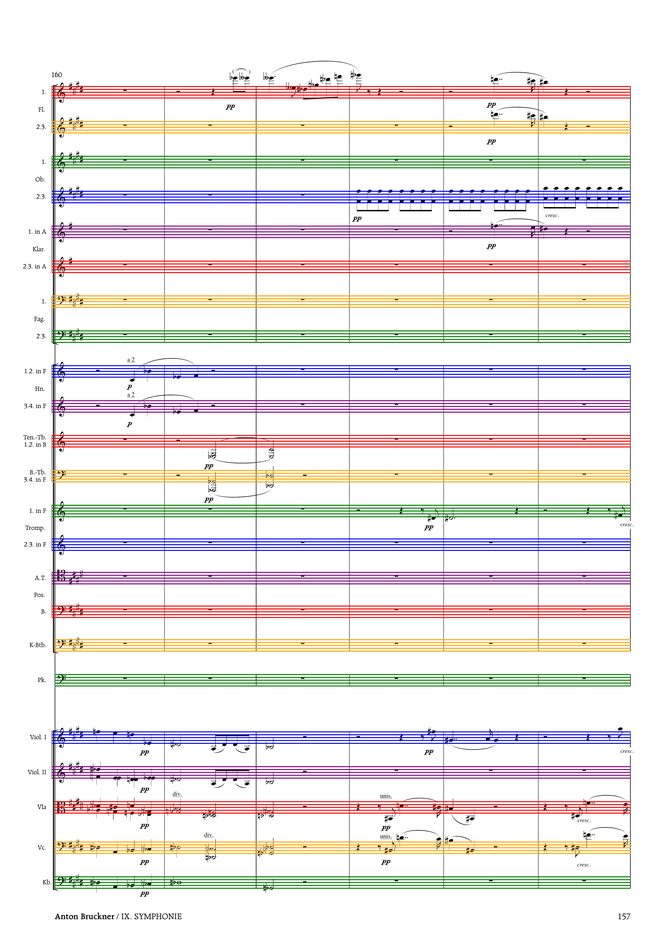 160
1.
pp
pp
Fl.
2.3.
pp
1.
Ob.
2.3.
pp
cresc.
1. in A
pp
Klar.
2.3. in A
1.
Fag.
2.3.
a 2
1.2. in F
p
Hn.
a 2
3.4. in F
p
Ten.-Tb.
1.2. in B
pp
B.-Tb.
3.4. in F
pp
1. in F
pp
cresc.
Tromp.
2.3. in F
A.T.
Pos.
B.
K-Btb.
Pk.
Viol. I
pp
pp
cresc.
Viol. II
pp
div.
unis.
Vla
pp
pp
cresc.
div.
unis.
Vc.
pp
pp
cresc.
Kb.
pp
Anton Bruckner / IX. SYMPHONIE
157